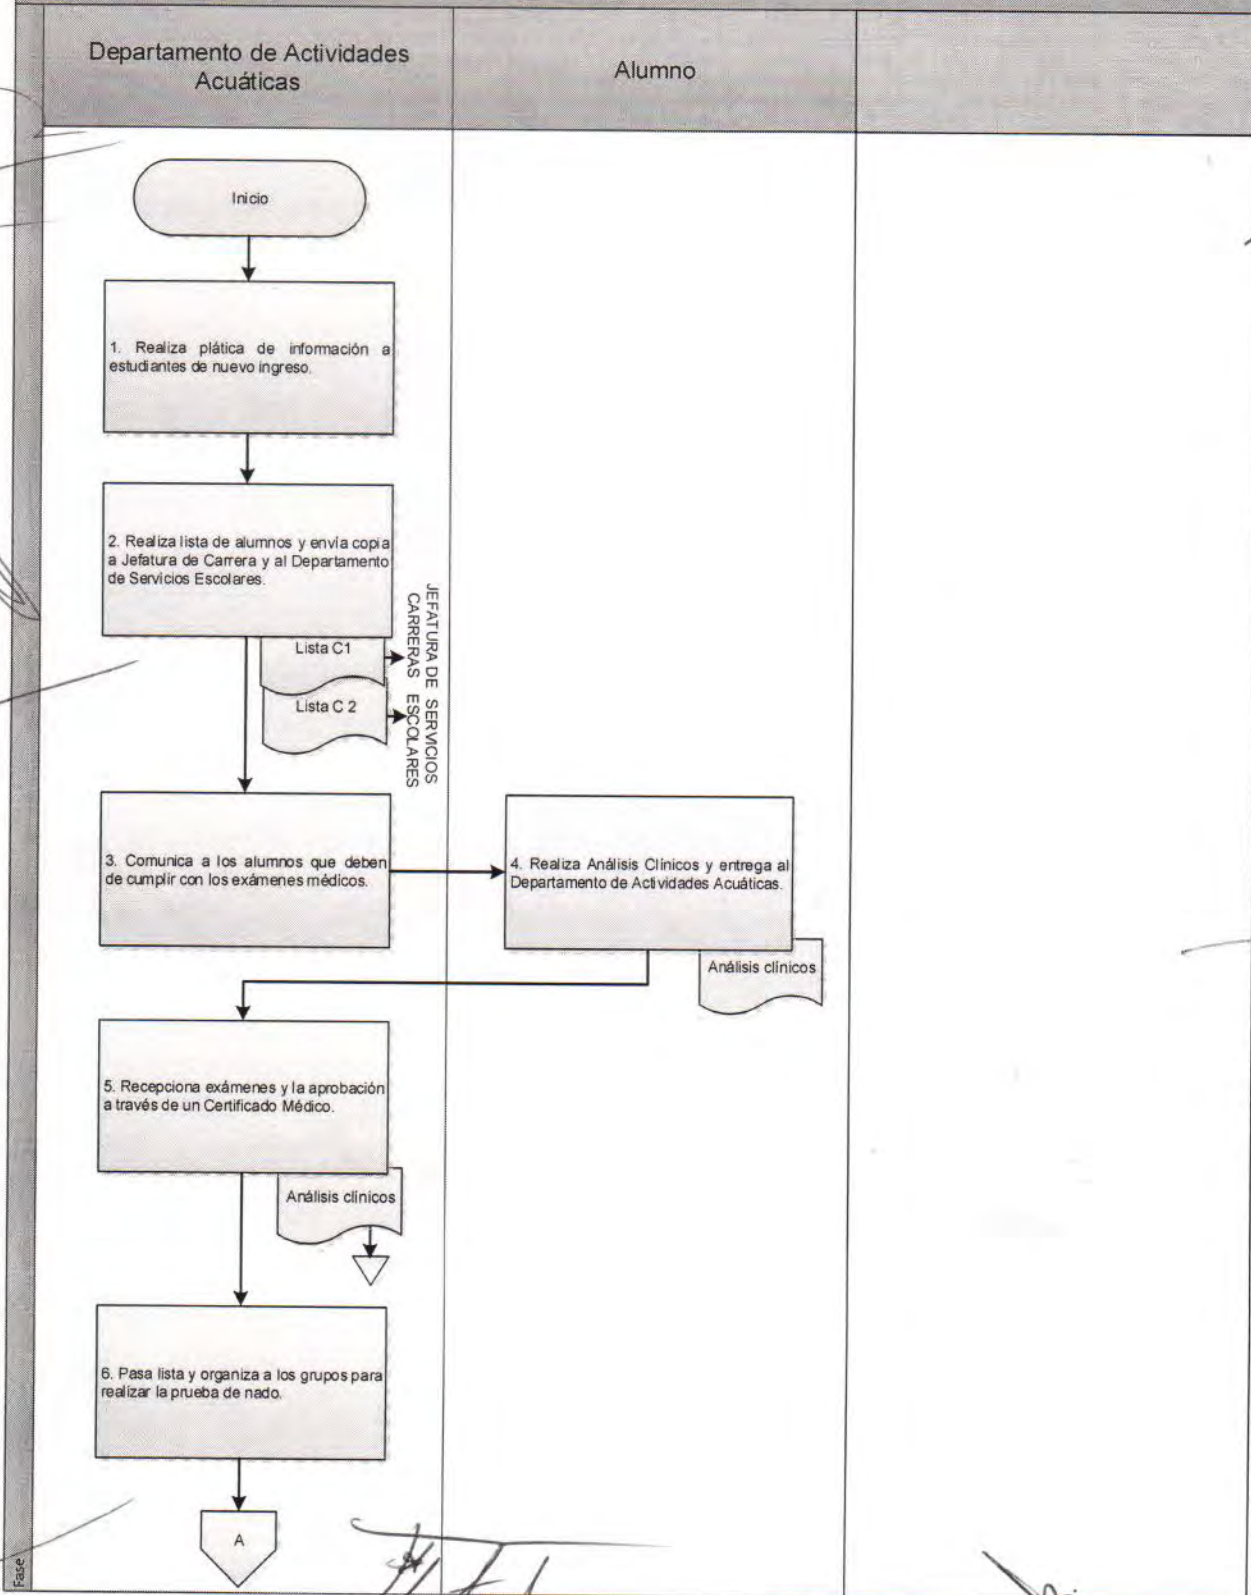 Departamento de Actividades
Acuáticas
Alumno
Inicio
1. Realiza plática de información a
estudiantes de nuevo ingreso.
2. Realiza lista de alumnos y envía copia
a Jefatura de Carrera y al Departamento
de Servicios Escolares.
Lista C1
Lista C 2
JEFATURA DE SERVICIOS
CARRERAS ESCOLARES
3. Comunica a los alumnos que deben
de cumplir con los exámenes médicos.
4. Realiza Análisis Clínicos y entrega al
Departamento de Actividades Acuáticas.
Análisis clínicos
5. Recepciona exámenes y la aprobación
a través de un Certificado Médico.
Análisis clínicos
6. Pasa lista y organiza a los grupos para
realizar la prueba de nado.
A
Fase